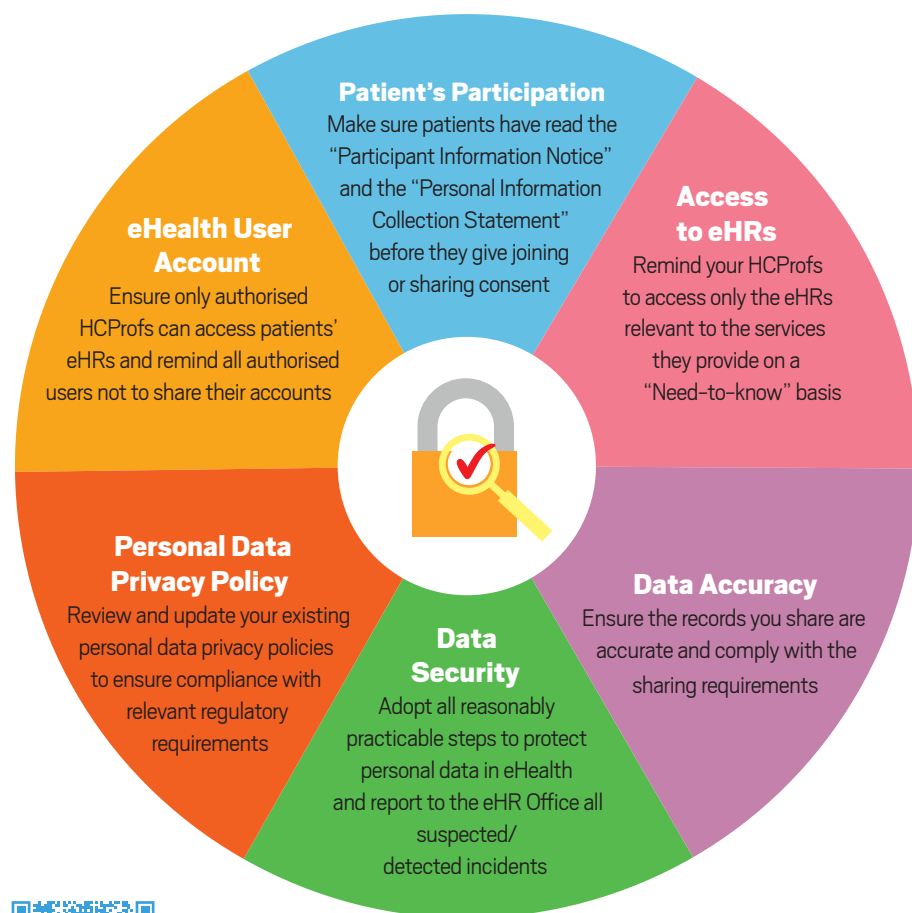 Patient's Participation
Make sure patients have read the
“Participant Information Notice”
and the “Personal Information
Collection Statement”
before they give joining
or sharing consent
Access
to eHRs
Remind your HCProfs
to access only the eHRs
relevant to the services
they provide on a
“Need-to-know” basis
Data Accuracy
Ensure the records you share are
accurate and comply with the
sharing requirements
Data
Security
Adopt all reasonably
practicable steps to protect
personal data in eHealth
and report to the eHR Office all
suspected/
detected incidents
Personal Data
Privacy Policy
Review and update your existing
personal data privacy policies
to ensure compliance with
relevant regulatory
requirements
eHealth User
Account
Ensure only authorised
HCProfs can access patients'
eHRs and remind all authorised
users not to share their accounts